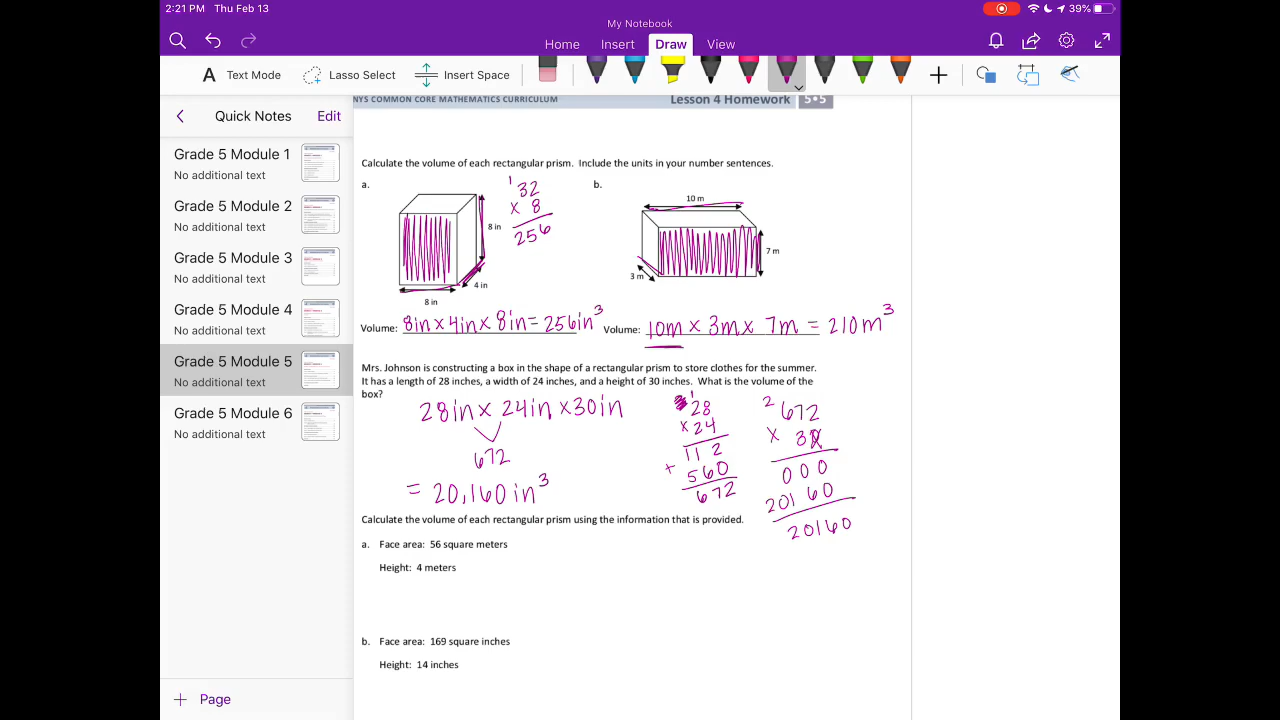 2:21 PM Thu Feb 13
39%
My Notebook
Home Insert Draw View
Text Mode Lasso Select Insert Space
Quick Notes Edit
Grade 5 Module 1
No additional text
Grade 5 Module 2
No additional text
Grade 5 Module 3
No additional text
Grade 5 Module 4
No additional text
Grade 5 Module 5
No additional text
Grade 5 Module 6
No additional text
Page
NYS COMMON CORE MATHEMATICS CURRICULUM Lesson 4 Homework 5•5
Calculate the volume of each rectangular prism. Include the units in your number sentences.
a.
1
32
x 8
256
8 in
4 in
8 in
Volume: 8in x 4in x 8in = 256in³
b.
10 m
7 m
3 m
Volume: 10m x 3m x 7m = 210m³
Mrs. Johnson is constructing a box in the shape of a rectangular prism to store clothes for the summer.
It has a length of 28 inches, a width of 24 inches, and a height of 30 inches. What is the volume of the
box?
28in x 24in x 30in
672
= 20,160 in³
1
28
x 24
112
+ 560
672
2
672
x 30
000
20160
20160
Calculate the volume of each rectangular prism using the information that is provided.
a. Face area: 56 square meters
Height: 4 meters
b. Face area: 169 square inches
Height: 14 inches